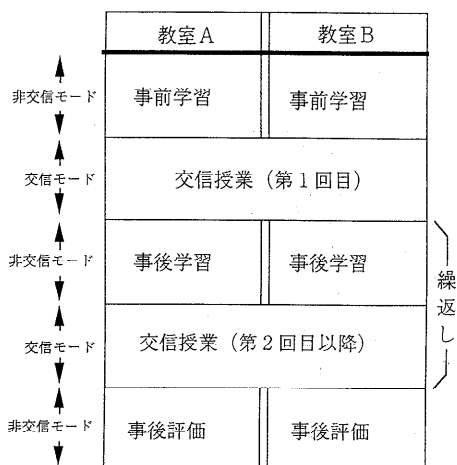 教室A 教室B
非交信モード 事前学習 事前学習
交信モード 交信授業(第1回目)
非交信モード 事後学習 事後学習
繰返し
交信モード 交信授業(第2回目以降)
非交信モード 事後評価 事後評価